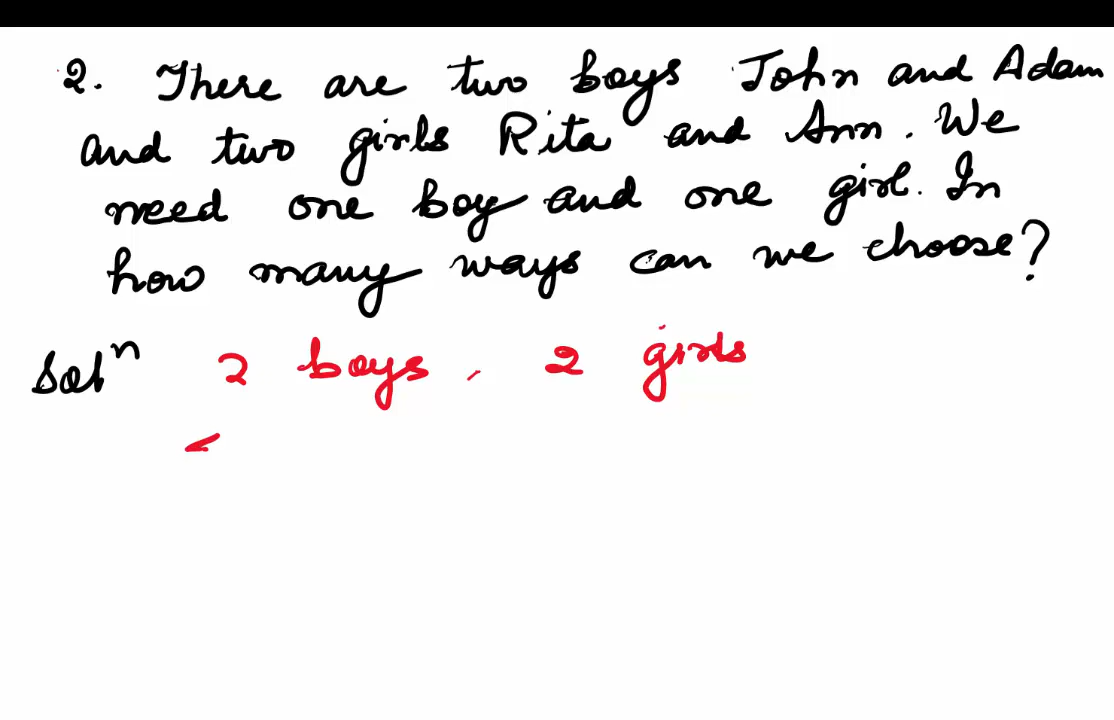 2. There are two boys John and Adam
and two girls Rita and Ann. We
need one boy and one girl. In
how many ways can we choose?
Solⁿ 2 boys, 2 girls